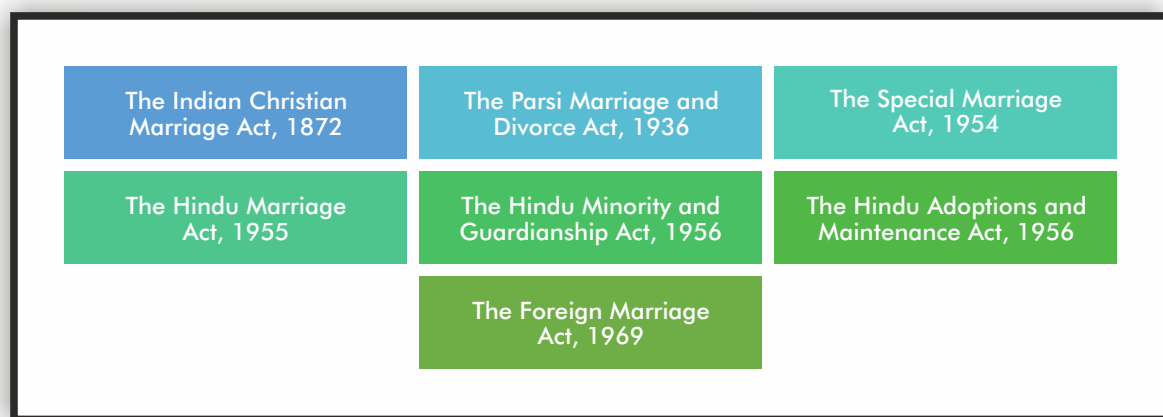 The Indian Christian
Marriage Act, 1872
The Parsi Marriage and
Divorce Act, 1936
The Special Marriage
Act, 1954
The Hindu Marriage
Act, 1955
The Hindu Minority and
Guardianship Act, 1956
The Hindu Adoptions and
Maintenance Act, 1956
The Foreign Marriage
Act, 1969